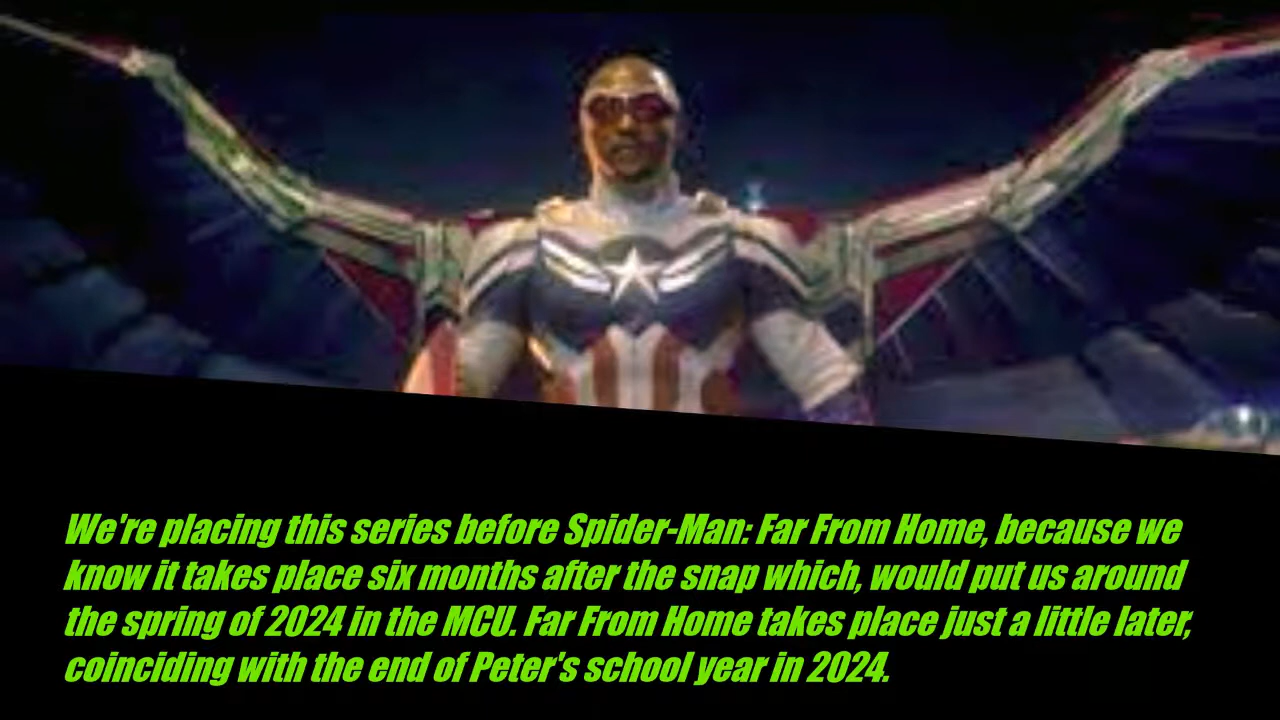 We're placing this series before Spider-Man: Far From Home, because we
know it takes place six months after the snap which, would put us around
the spring of 2024 in the MCU. Far From Home takes place just a little later,
coinciding with the end of Peter's school year in 2024.